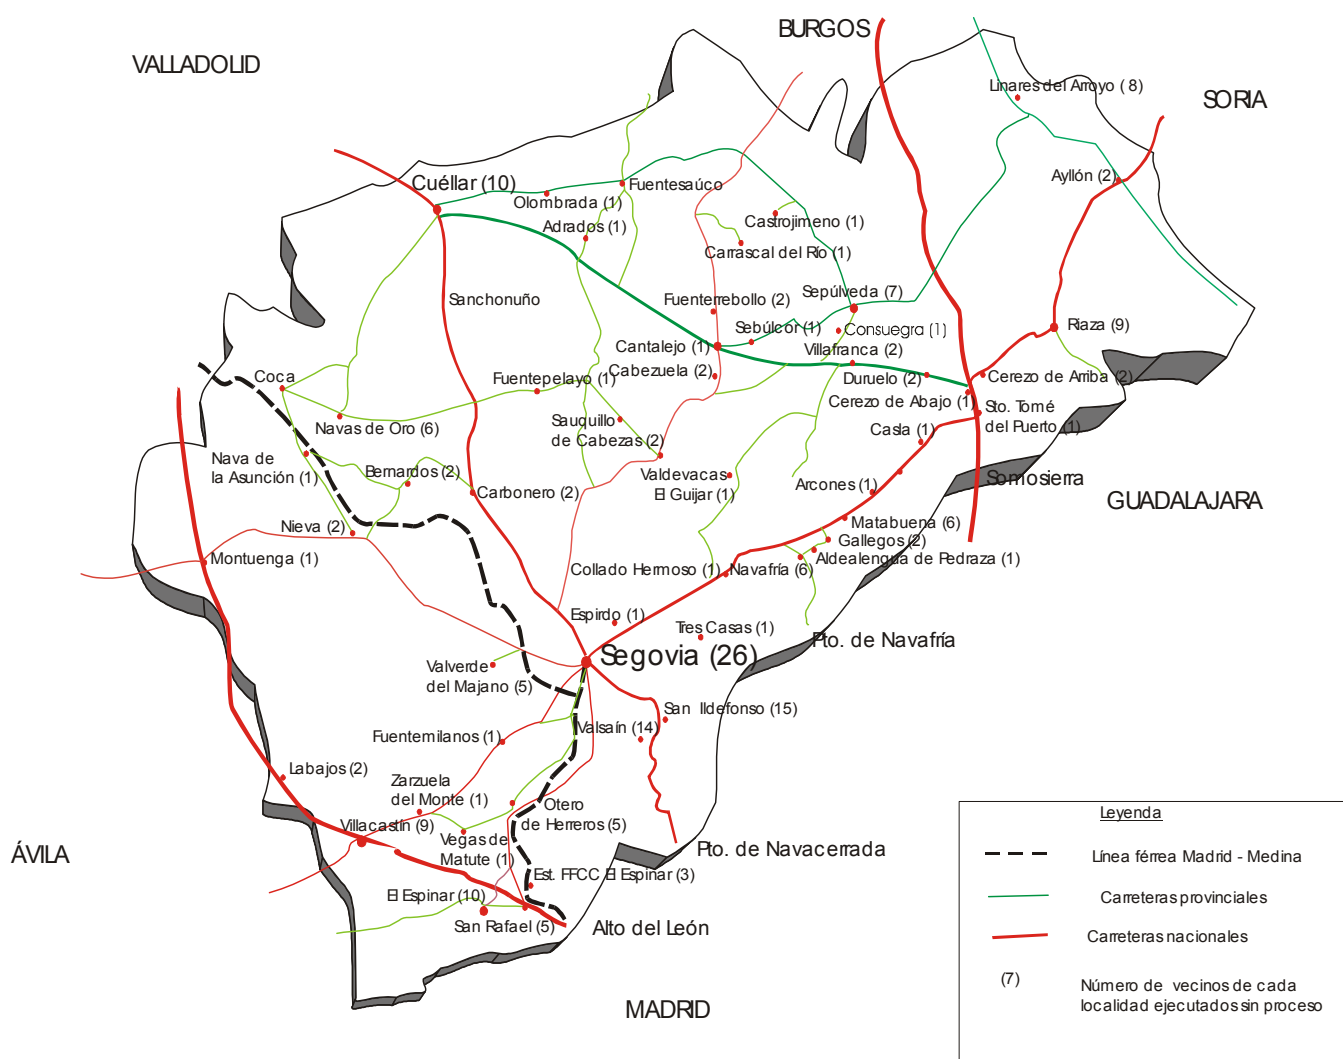 BURGOS
VALLADOLID
Linares del Arroyo (8)
SORIA
Cuéllar (10)
Fuentesaúco
Ayllón (2)
Olombrada (1)
Castrojimeno (1)
Adrados (1)
Carrascal del Río (1)
Sanchonuño
Fuenterrebollo (2)
Sepúlveda (7)
Sebúlcor (1)
Consuegra (1)
Riaza (9)
Cantalejo (1)
Villafranca (2)
Coca
Fuentepelayo (1)
Cabezuela (2)
Duruelo (2)
Cerezo de Arriba (2)
Cerezo de Abajo (1)
Navas de Oro (6)
Sauquillo
de Cabezas (2)
Casla (1)
Sto. Tomé
del Puerto (1)
Nava de
la Asunción (1)
Bernardos (2)
Carbonero (2)
Valdevacas
El Guijar (1)
Arcones (1)
Somosierra
GUADALAJARA
Nieva (2)
Matabuena (6)
Gallegos (2)
Montuenga (1)
Collado Hermoso (1)
Navafría (6)
Aldealengua de Pedraza (1)
Espirdo (1)
Tres Casas (1)
Pto. de Navafría
Segovia (26)
Valverde
del Majano (5)
San Ildefonso (15)
Fuentemilanos (1)
Valsaín (14)
Labajos (2)
Zarzuela
del Monte (1)
Otero
de Herreros (5)
Villacastín (9)
Vegas de
Matute (1)
ÁVILA
Pto. de Navacerrada
Est. FFCC El Espinar (3)
El Espinar (10)
San Rafael (5)
Alto del León
MADRID
Leyenda
Línea férrea Madrid - Medina
Carreteras provinciales
Carreteras nacionales
(7)
Número de vecinos de cada
localidad ejecutados sin proceso